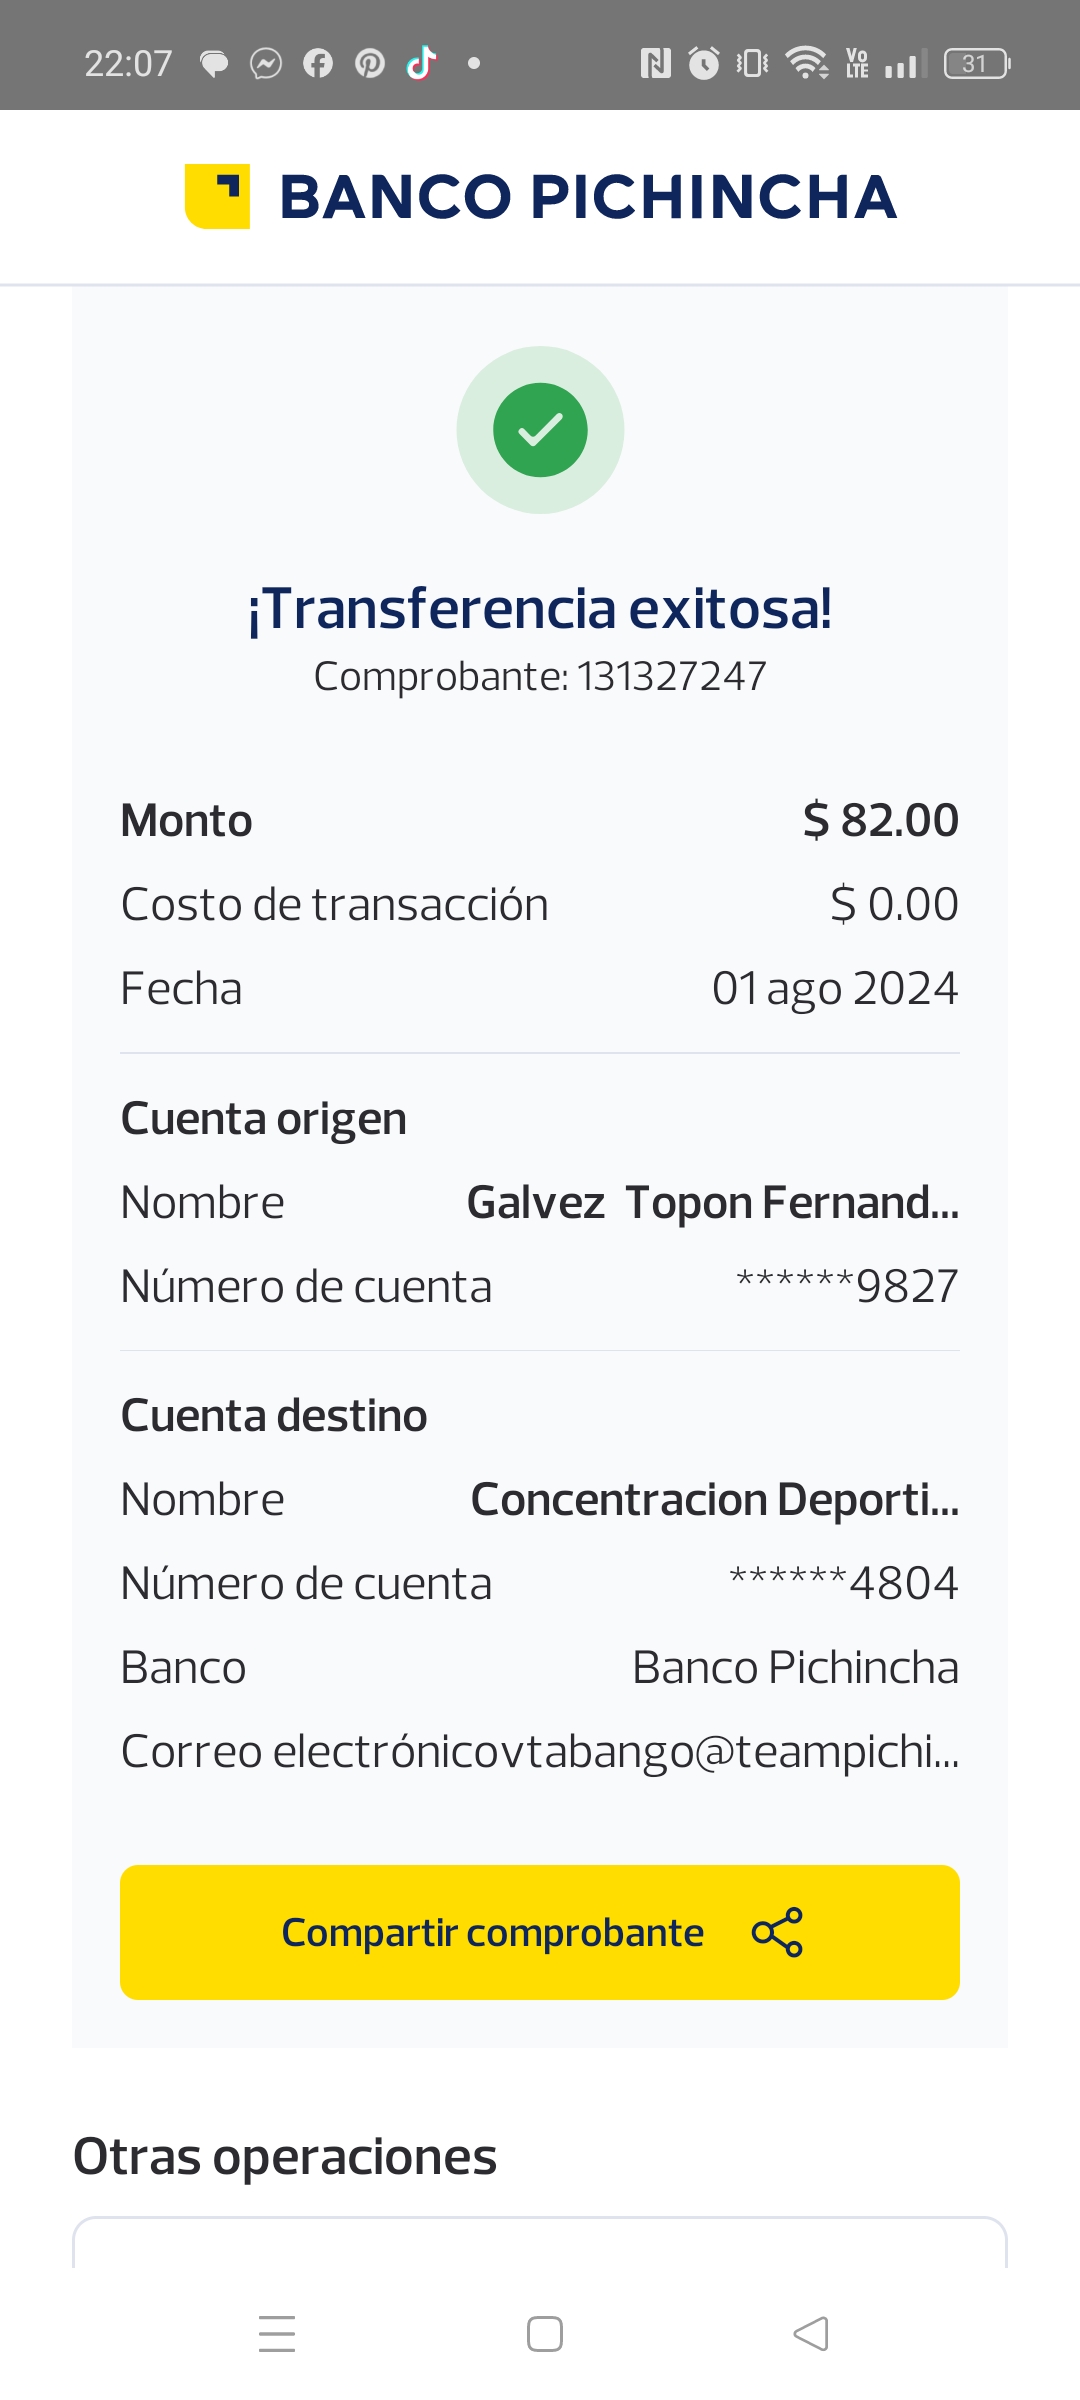 22:07
VoLTE
31
BANCO PICHINCHA
¡Transferencia exitosa!
Comprobante: 131327247
Monto $ 82.00
Costo de transacción $ 0.00
Fecha 01 ago 2024
Cuenta origen
Nombre Galvez Topon Fernand...
Número de cuenta ******9827
Cuenta destino
Nombre Concentracion Deporti...
Número de cuenta ******4804
Banco Banco Pichincha
Correo electrónicovtabango@teampichi...
Compartir comprobante
Otras operaciones